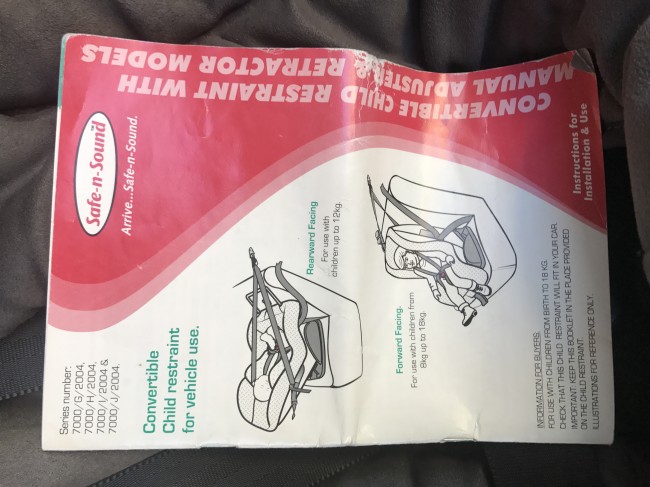 CONVERTIBLE CHILD RESTRAINT WITH
MANUAL ADJUSTER & RETRACTOR MODELS
Safe-n-Sound™
Arrive...Safe-n-Sound.
Instructions for
Installation & Use
Series number:
7000/G/2004,
7000/H/2004,
7000/I/2004 &
7000/J/2004.
Convertible
Child restraint
for vehicle use.
Rearward Facing
For use with
children up to 12kg.
Forward Facing.
For use with children from
8kg up to 18kg.
INFORMATION FOR BUYERS.
FOR USE WITH CHILDREN FROM BIRTH TO 18 KG.
CHECK THAT THIS CHILD RESTRAINT WILL FIT IN YOUR CAR.
IMPORTANT: KEEP THIS BOOKLET IN THE PLACE PROVIDED
ON THE CHILD RESTRAINT.
ILLUSTRATIONS FOR REFERENCE ONLY.